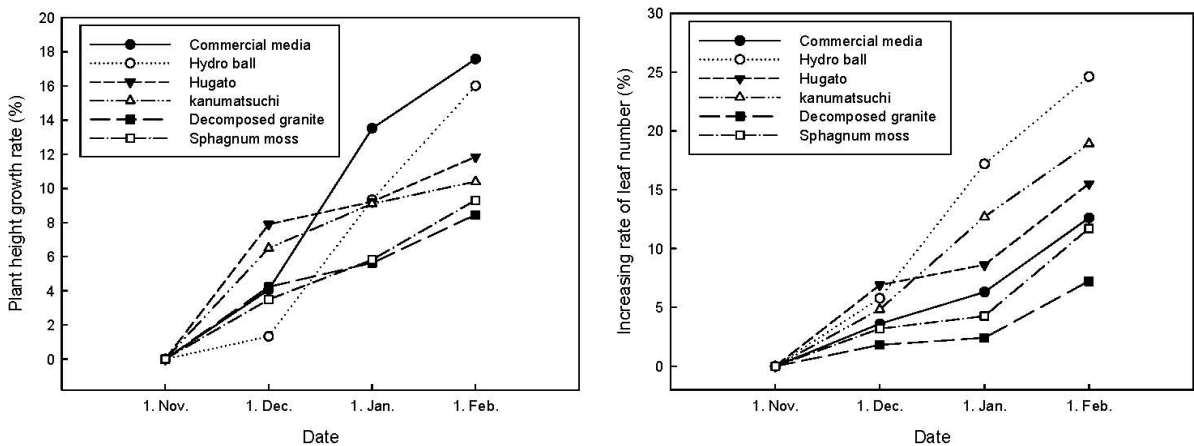 Plant height growth rate (%)
20
18
16
14
12
10
8
6
4
2
0
Commercial media
Hydro ball
Hugato
kanumatsuchi
Decomposed granite
Sphagnum moss
1. Nov.
1. Dec.
1. Jan.
1. Feb.
Date
Increasing rate of leaf number (%)
30
25
20
15
10
5
0
Commercial media
Hydro ball
Hugato
kanumatsuchi
Decomposed granite
Sphagnum moss
1. Nov.
1. Dec.
1. Jan.
1. Feb.
Date